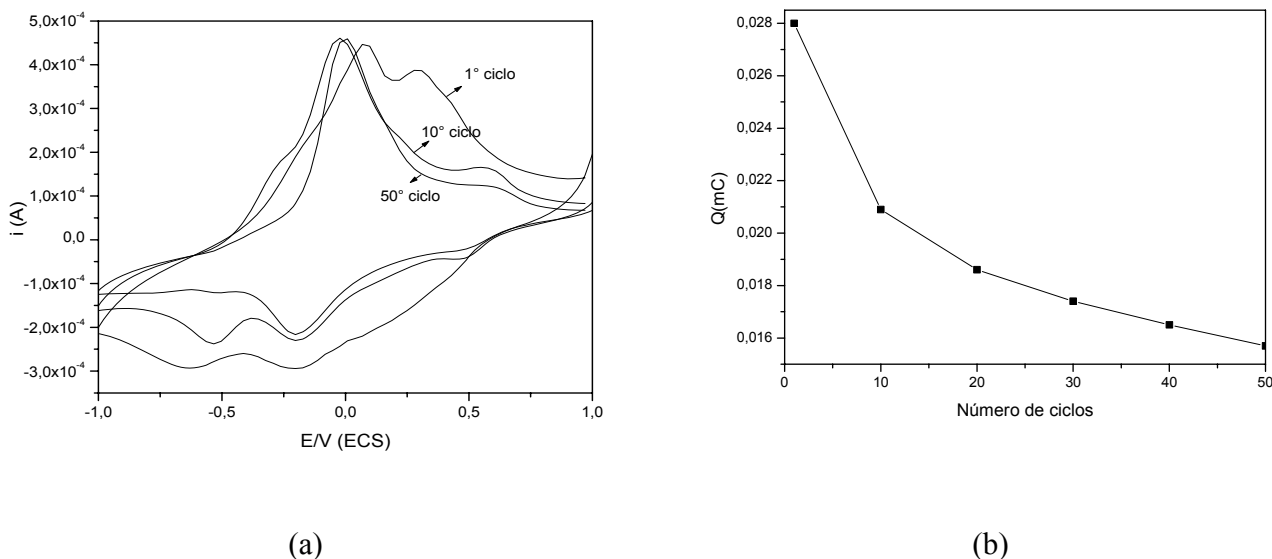 5,0x10⁻⁴
4,0x10⁻⁴
3,0x10⁻⁴
2,0x10⁻⁴
1,0x10⁻⁴
0,0
-1,0x10⁻⁴
-2,0x10⁻⁴
-3,0x10⁻⁴
i (A)
1° ciclo
10° ciclo
50° ciclo
-1,0 -0,5 0,0 0,5 1,0
E/V (ECS)
(a)
0,028
0,026
0,024
0,022
0,020
0,018
0,016
Q(mC)
0 10 20 30 40 50
Número de ciclos
(b)